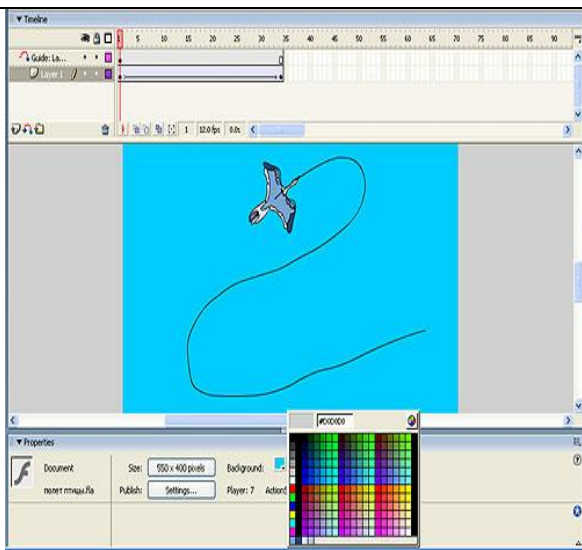 Timeline
1 5 10 15 20 25 30 35 40 45 50 55 60 65 70 75 80 85 90
Guide: La...
Layer 1
1 12.0 fps 0.0s
Properties
Document
Size: 550 x 400 pixels
Background:
полет птицы.fla
Publish: Settings...
Player: 7